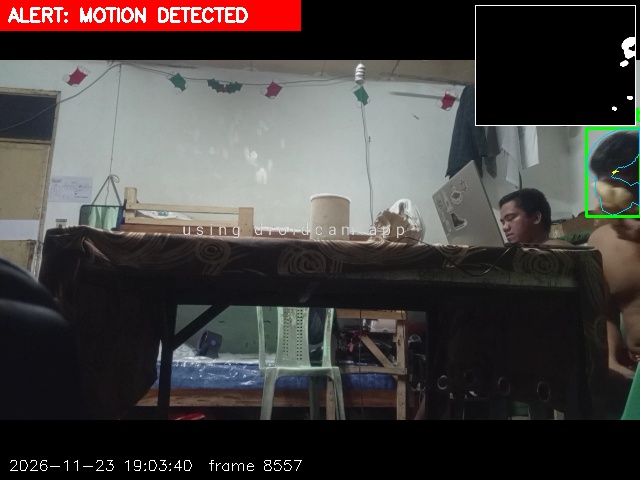 ALERT: MOTION DETECTED
using droidcam app
2026-11-23 19:03:40 frame 8557